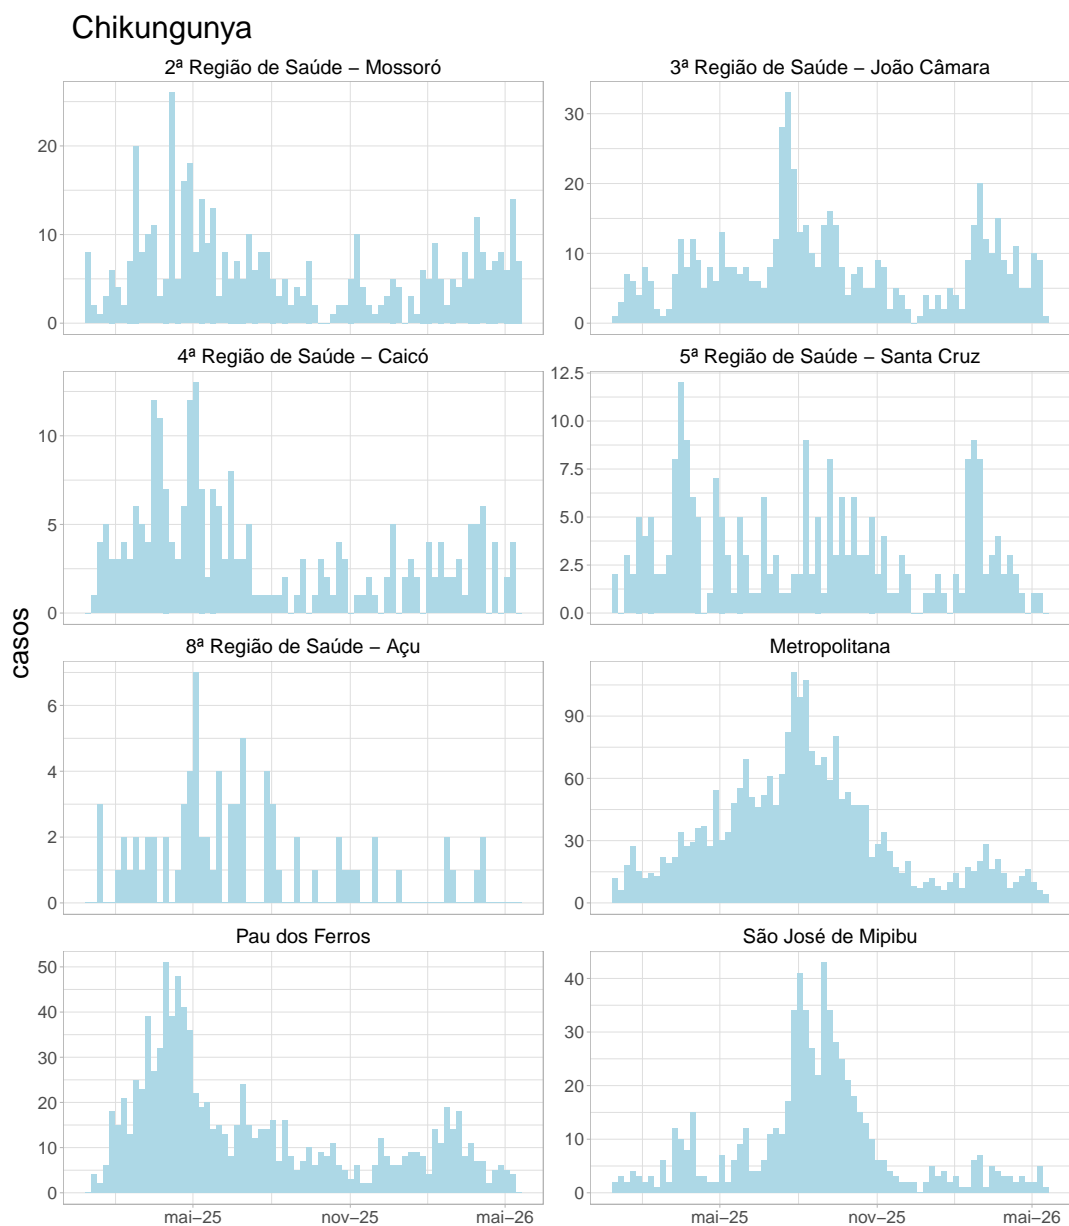 Chikungunya
2ª Região de Saúde − Mossoró
3ª Região de Saúde − João Câmara
20
10
0
30
20
10
0
4ª Região de Saúde − Caicó
5ª Região de Saúde − Santa Cruz
10
5
0
12.5
10.0
7.5
5.0
2.5
0.0
casos
8ª Região de Saúde − Açu
Metropolitana
6
4
2
0
90
60
30
0
Pau dos Ferros
São José de Mipibu
50
40
30
20
10
0
40
30
20
10
0
mai−25 nov−25 mai−26
mai−25 nov−25 mai−26